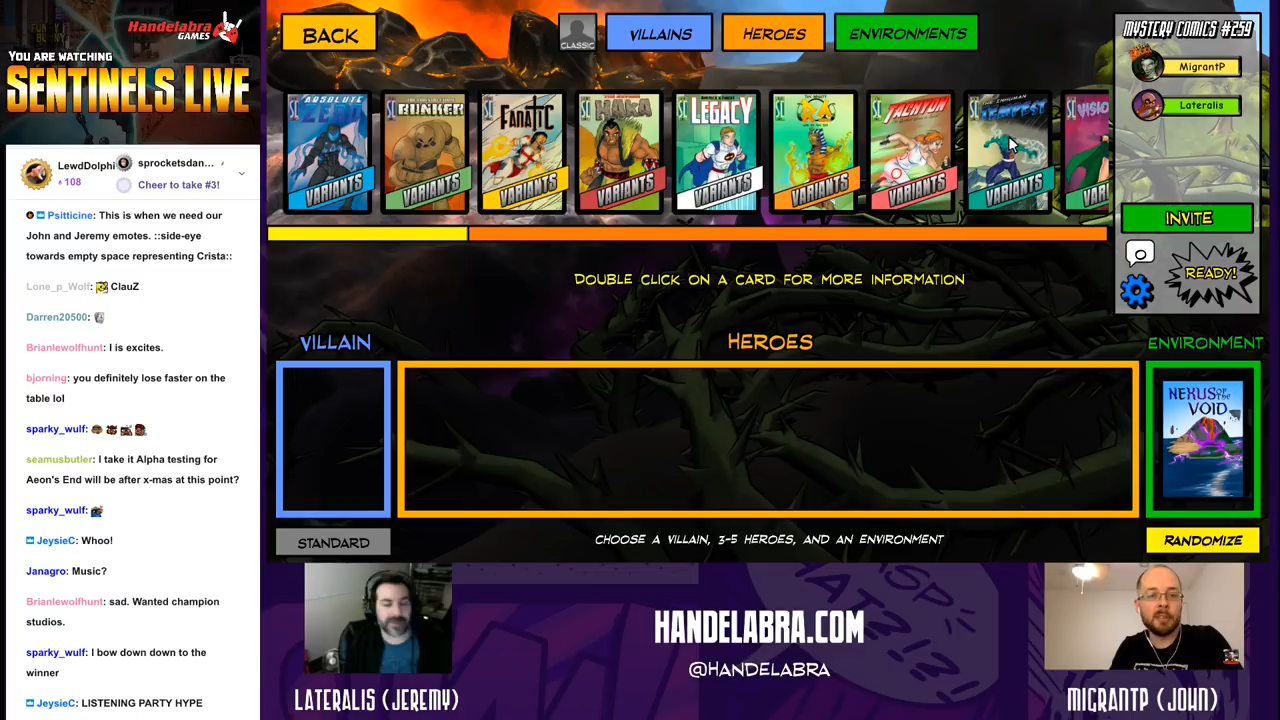 Handelabra
GAMES
YOU ARE WATCHING
SENTINELS LIVE
LewdDolphi
108
sprocketsdan...
Cheer to take #3!
Psitticine: This is when we need our
John and Jeremy emotes. ::side-eye
towards empty space representing Crista::
Lone_p_Wolf: ClauZ
Darren20500:
Brianlewolfhunt: I is excites.
bjorning: you definitely lose faster on the
table lol
sparky_wulf:
seamusbutler: I take it Alpha testing for
Aeon's End will be after x-mas at this point?
sparky_wulf:
JeysieC: Whoo!
Janagro: Music?
Brianlewolfhunt: sad. Wanted champion
studios.
sparky_wulf: I bow down down to the
winner
JeysieC: LISTENING PARTY HYPE
BACK
CLASSIC
VILLAINS
HEROES
ENVIRONMENTS
ABSOLUTE
ZERO
VARIANTS
BUNKER
VARIANTS
FANATIC
VARIANTS
HAKA
VARIANTS
LEGACY
VARIANTS
RA
VARIANTS
TACHYON
VARIANTS
TEMPEST
VARIANTS
VISIO
VAR
DOUBLE CLICK ON A CARD FOR MORE INFORMATION
VILLAIN
HEROES
ENVIRONMENT
NEXUS OF THE VOID
STANDARD
CHOOSE A VILLAIN, 3-5 HEROES, AND AN ENVIRONMENT
RANDOMIZE
MYSTERY COMICS #259
MigrantP
Lateralis
INVITE
READY!
HANDELABRA.COM
@HANDELABRA
LATERALIS (JEREMY)
MIGRANTP (JOHN)